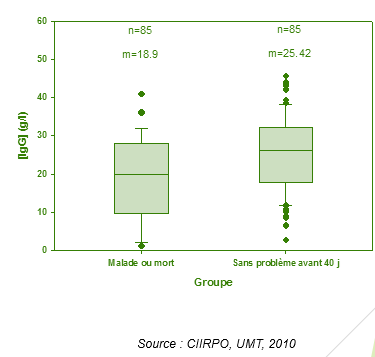 60
n=85
n=85
m=18.9
m=25.42
50
40
[IgG] (g/l)
30
20
10
0
Malade ou mort
Sans problème avant 40 j
Groupe
Source : CIIRPO, UMT, 2010